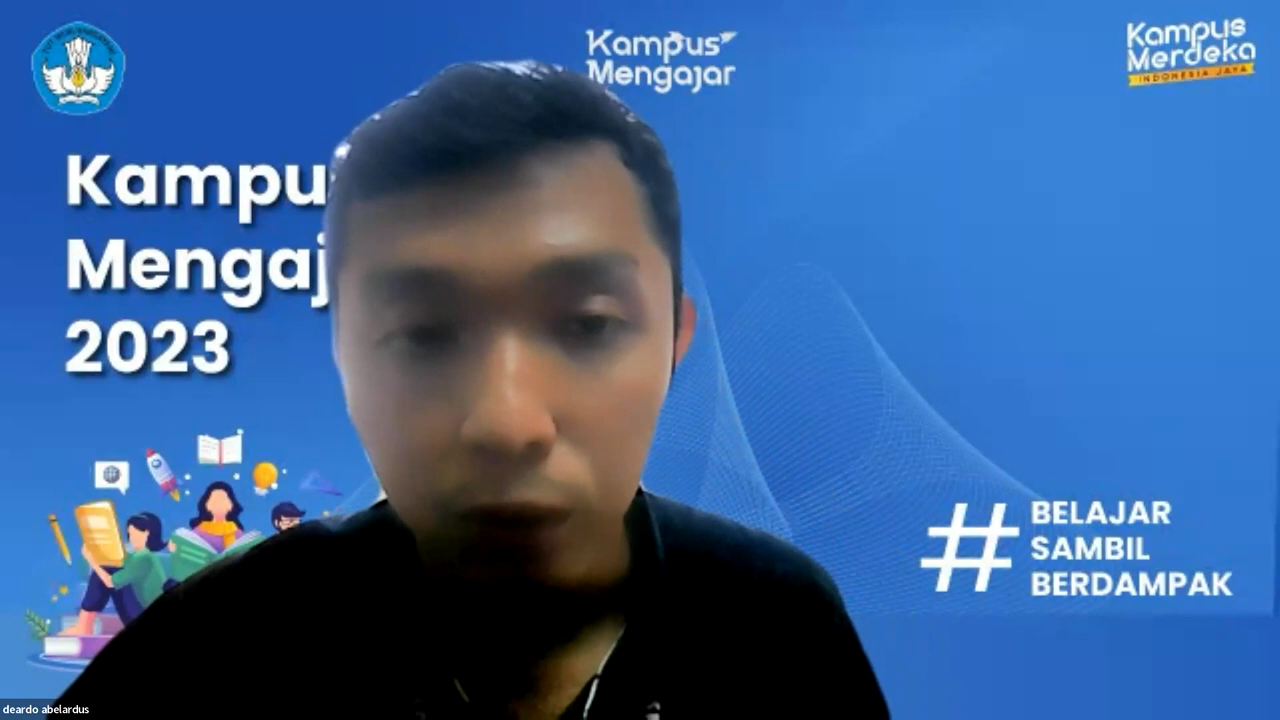 Kampus
Mengajar
Kampus
Merdeka
INDONESIA JAYA
Kampu
Mengaj
2023
#
BELAJAR
SAMBIL
BERDAMPAK
deardo abelardus